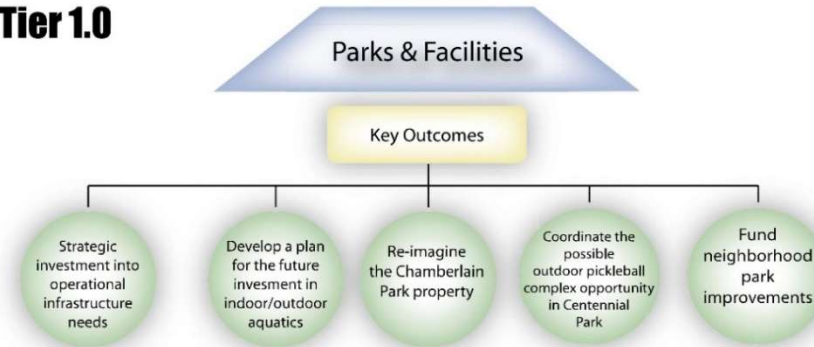 Tier 1.0
Parks & Facilities
Key Outcomes
Strategic
investment into
operational
infrastructure
needs
Develop a plan
for the future
invesment in
indoor/outdoor
aquatics
Re-imagine
the Chamberlain
Park property
Coordinate the
possible
outdoor pickleball
complex opportunity
in Centennial
Park
Fund
neighborhood
park
improvements